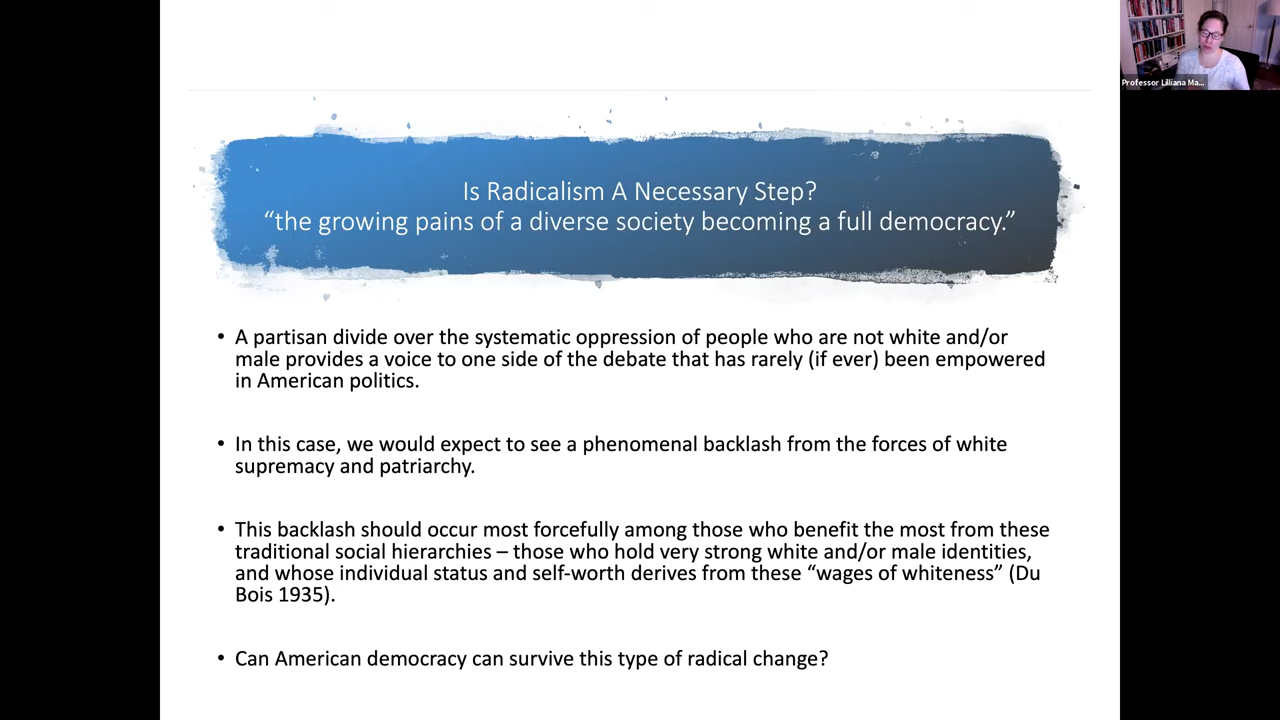 Professor Lilliana Ma...
Is Radicalism A Necessary Step?
“the growing pains of a diverse society becoming a full democracy.”
• A partisan divide over the systematic oppression of people who are not white and/or
male provides a voice to one side of the debate that has rarely (if ever) been empowered
in American politics.
• In this case, we would expect to see a phenomenal backlash from the forces of white
supremacy and patriarchy.
• This backlash should occur most forcefully among those who benefit the most from these
traditional social hierarchies – those who hold very strong white and/or male identities,
and whose individual status and self-worth derives from these “wages of whiteness” (Du
Bois 1935).
• Can American democracy can survive this type of radical change?